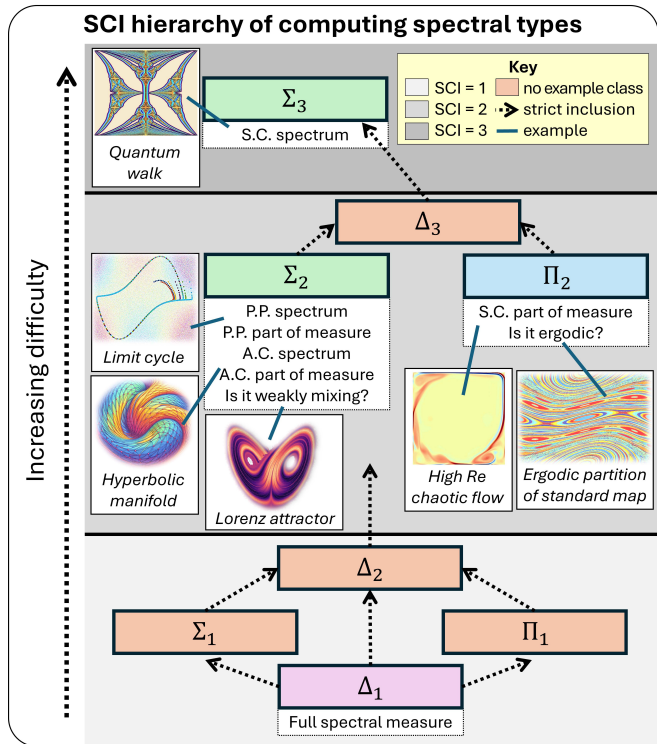 SCI hierarchy of computing spectral types
Increasing difficulty
Quantum
walk
Σ₃
S.C. spectrum
Key
SCI = 1
no example class
SCI = 2
strict inclusion
SCI = 3
example
Δ₃
Σ₂
P.P. spectrum
P.P. part of measure
A.C. spectrum
A.C. part of measure
Is it weakly mixing?
Π₂
S.C. part of measure
Is it ergodic?
Limit cycle
Hyperbolic
manifold
Lorenz attractor
High Re
chaotic flow
Ergodic partition
of standard map
Δ₂
Σ₁
Π₁
Δ₁
Full spectral measure